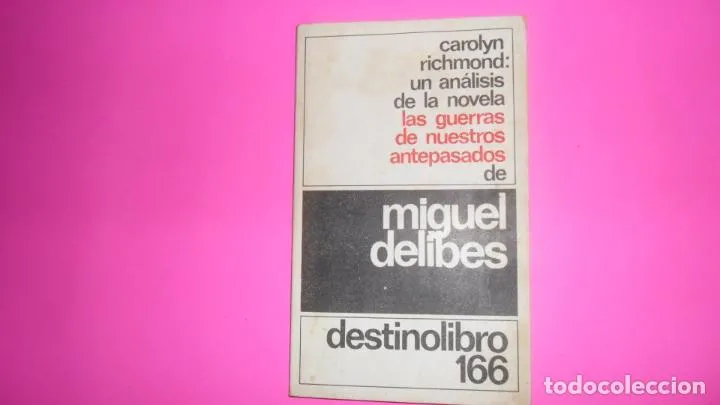 carolyn
richmond:
un análisis
de la novela
las guerras
de nuestros
antepasados
de
miguel
delibes
destinolibro
166
todocoleccion